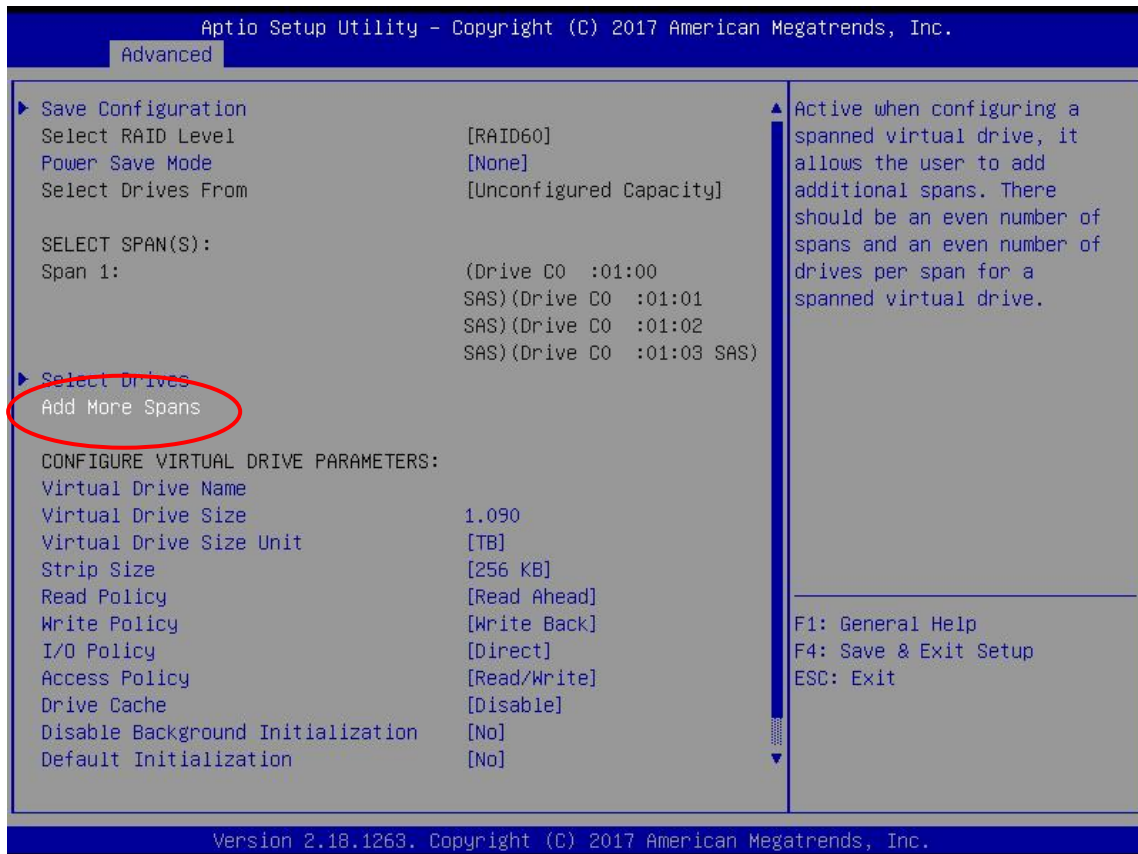 Aptio Setup Utility – Copyright (C) 2017 American Megatrends, Inc.
Advanced
Save Configuration
Select RAID Level [RAID60]
Power Save Mode [None]
Select Drives From [Unconfigured Capacity]
SELECT SPAN(S):
Span 1: (Drive C0 :01:00
SAS)(Drive C0 :01:01
SAS)(Drive C0 :01:02
SAS)(Drive C0 :01:03 SAS)
Select Drives
Add More Spans
CONFIGURE VIRTUAL DRIVE PARAMETERS:
Virtual Drive Name
Virtual Drive Size 1.090
Virtual Drive Size Unit [TB]
Strip Size [256 KB]
Read Policy [Read Ahead]
Write Policy [Write Back]
I/O Policy [Direct]
Access Policy [Read/Write]
Drive Cache [Disable]
Disable Background Initialization [No]
Default Initialization [No]
Active when configuring a
spanned virtual drive, it
allows the user to add
additional spans. There
should be an even number of
spans and an even number of
drives per span for a
spanned virtual drive.
F1: General Help
F4: Save & Exit Setup
ESC: Exit
Version 2.18.1263. Copyright (C) 2017 American Megatrends, Inc.